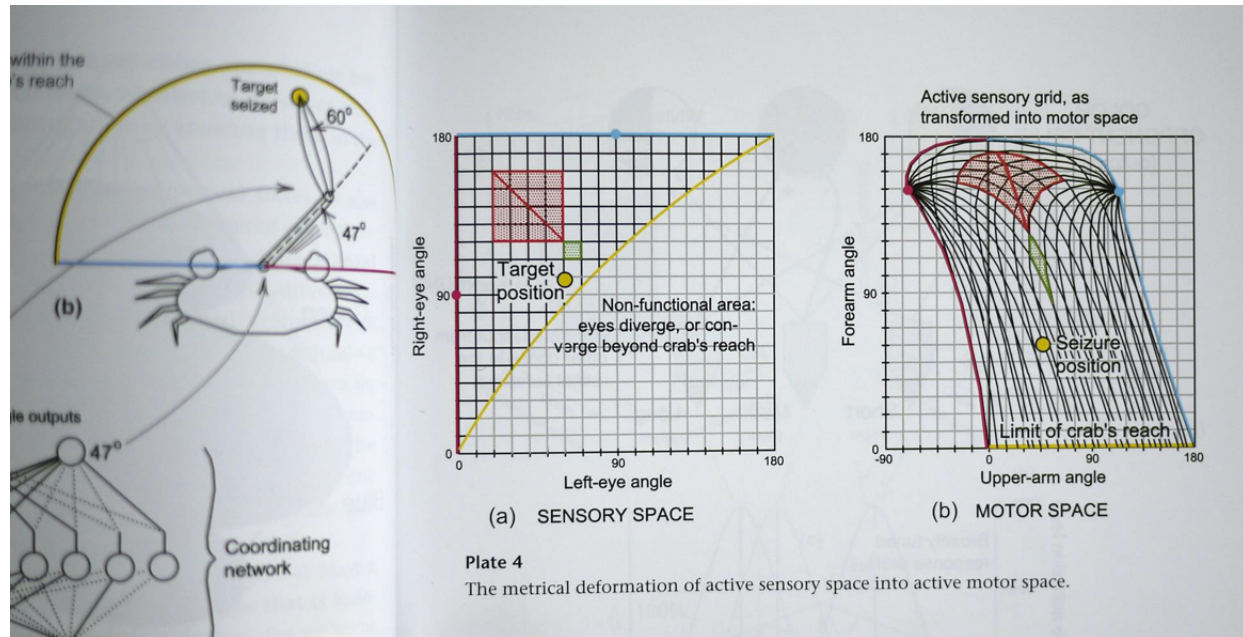 within the
's reach
Target
seized
60°
47°
(b)
le outputs
47°
Coordinating
network
180
90
0
0
90
180
Right-eye angle
Left-eye angle
Target
position
Non-functional area:
eyes diverge, or con-
verge beyond crab's reach
(a) SENSORY SPACE
Active sensory grid, as
transformed into motor space
180
90
0
-90
0
90
180
Forearm angle
Upper-arm angle
Seizure
position
Limit of crab's reach
(b) MOTOR SPACE
Plate 4
The metrical deformation of active sensory space into active motor space.